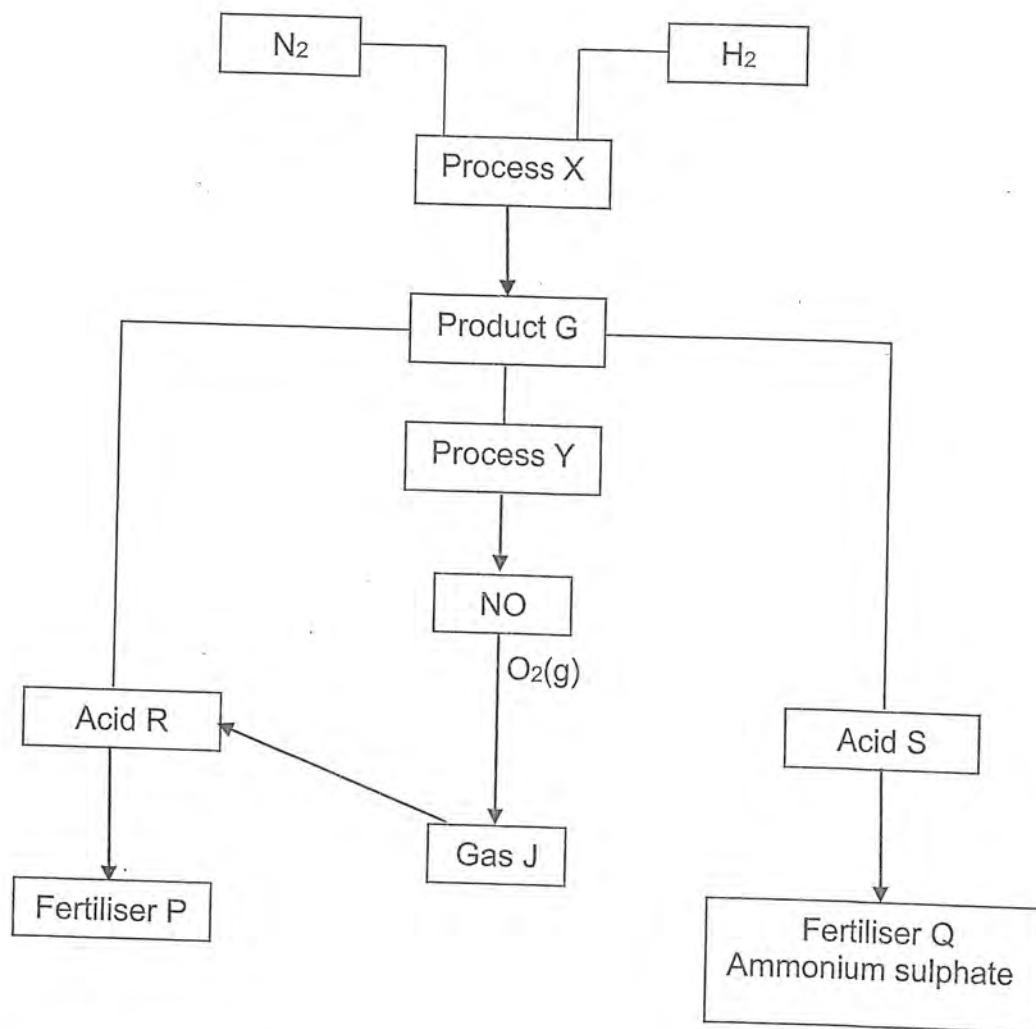 N₂
H₂
Process X
Product G
Process Y
NO
O₂(g)
Acid R
Acid S
Gas J
Fertiliser P
Fertiliser Q
Ammonium sulphate